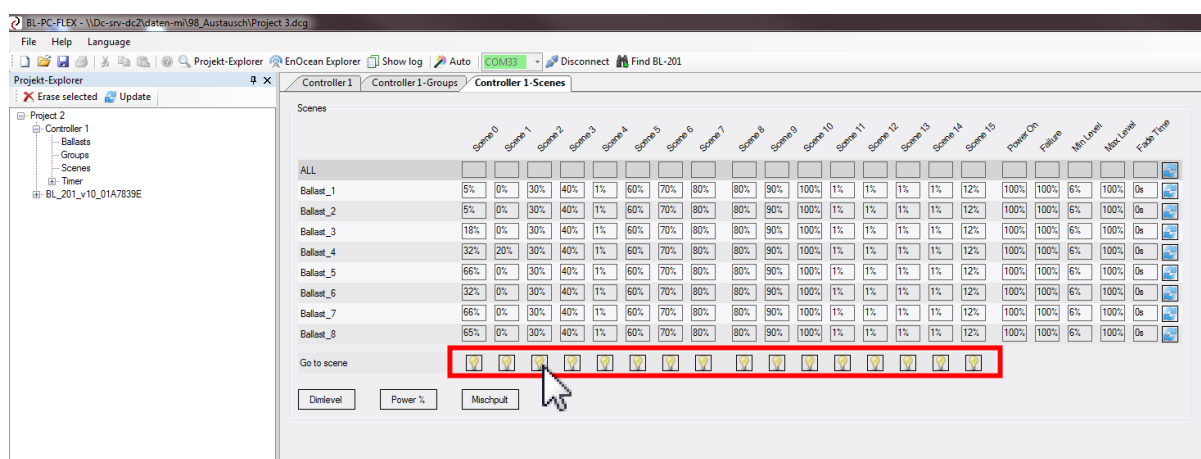 BL-PC-FLEX - \\Dc-srv-dc2\daten-mi\98_Austausch\Project 3.dcg
File Help Language
Projekt-Explorer EnOcean Explorer Show log Auto COM33 Disconnect Find BL-201
Projekt-Explorer
Erase selected Update
Project 2
Controller 1
Ballasts
Groups
Scenes
Timer
BL_201_v10_01A7839E
Controller 1 Controller 1-Groups Controller 1-Scenes
Scenes
Scene 0 Scene 1 Scene 2 Scene 3 Scene 4 Scene 5 Scene 6 Scene 7 Scene 8 Scene 9 Scene 10 Scene 11 Scene 12 Scene 13 Scene 14 Scene 15 Power On Failure Min Level Max Level Fade Time
ALL
Ballast_1 5% 0% 30% 40% 1% 60% 70% 80% 80% 90% 100% 1% 1% 1% 1% 12% 100% 100% 6% 100% 0s
Ballast_2 5% 0% 30% 40% 1% 60% 70% 80% 80% 90% 100% 1% 1% 1% 1% 12% 100% 100% 6% 100% 0s
Ballast_3 18% 0% 30% 40% 1% 60% 70% 80% 80% 90% 100% 1% 1% 1% 1% 12% 100% 100% 6% 100% 0s
Ballast_4 32% 20% 30% 40% 1% 60% 70% 80% 80% 90% 100% 1% 1% 1% 1% 12% 100% 100% 6% 100% 0s
Ballast_5 66% 0% 30% 40% 1% 60% 70% 80% 80% 90% 100% 1% 1% 1% 1% 12% 100% 100% 6% 100% 0s
Ballast_6 32% 0% 30% 40% 1% 60% 70% 80% 80% 90% 100% 1% 1% 1% 1% 12% 100% 100% 6% 100% 0s
Ballast_7 66% 0% 30% 40% 1% 60% 70% 80% 80% 90% 100% 1% 1% 1% 1% 12% 100% 100% 6% 100% 0s
Ballast_8 65% 0% 30% 40% 1% 60% 70% 80% 80% 90% 100% 1% 1% 1% 1% 12% 100% 100% 6% 100% 0s
Go to scene
Dimlevel Power % Mischpult